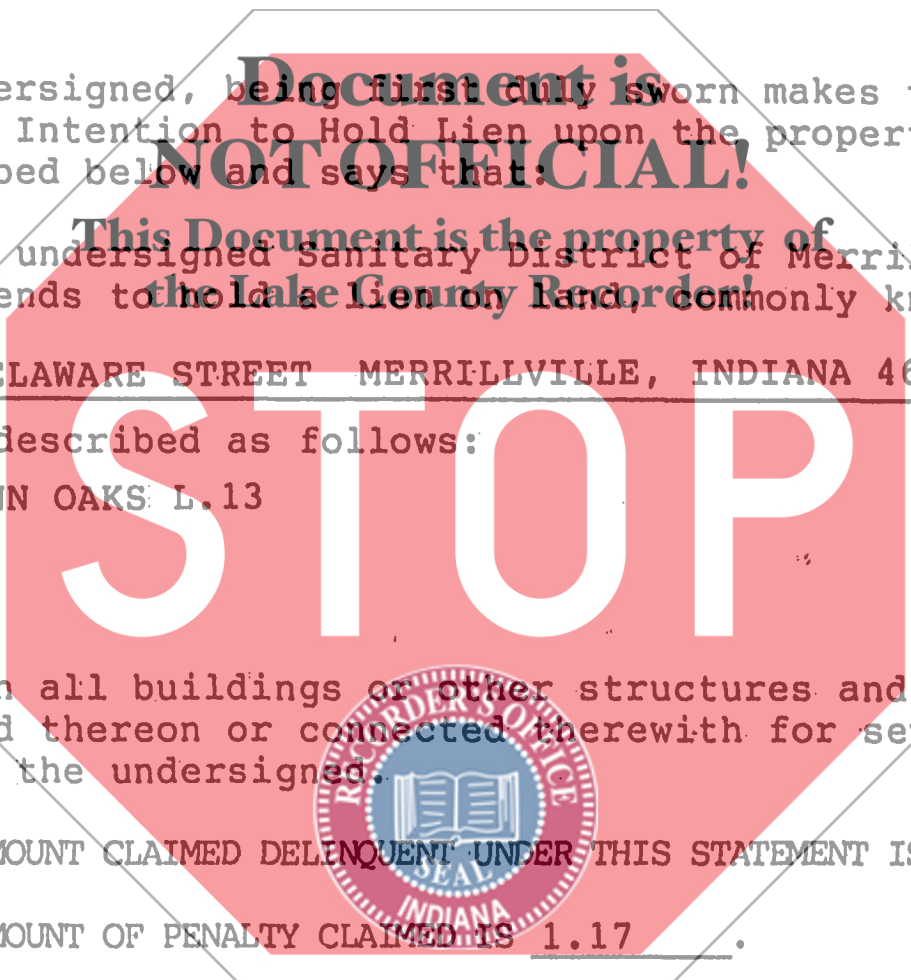 Document is
ersigned, being first duly sworn makes
Intention to Hold Lien upon the proper
NOT OFFICIAL!
bed below and says that:
This Document is the property of
undersigned Sanitary District of Merri
the Lake County Recorder!
ends to hold a lien on land, commonly k
ELAWARE STREET MERRILLVILLE, INDIANA 46
described as follows:
NN OAKS L.13
STOP
h all buildings or other structures and
d thereon or connected therewith for se
the undersigned.
RECORDER'S OFFICE
MOUNT CLAIMED DELINQUENT UNDER THIS STATEMENT IS
SEAL
INDIANA
MOUNT OF PENALTY CLAIMED IS 1.17 .